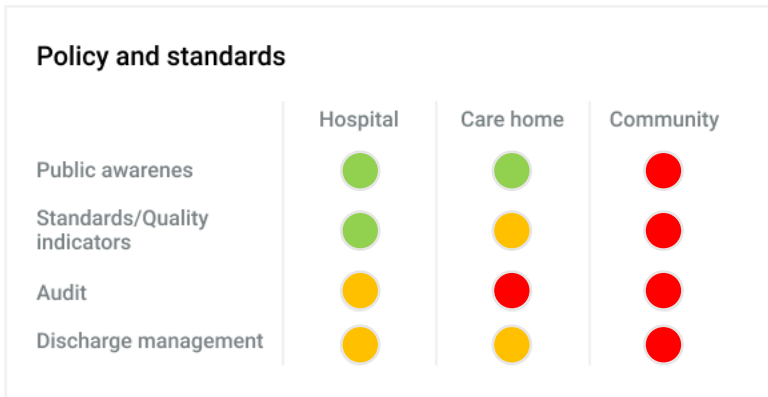 Policy and standards
Hospital Care home Community
Public awarenes
Standards/Quality
indicators
Audit
Discharge management